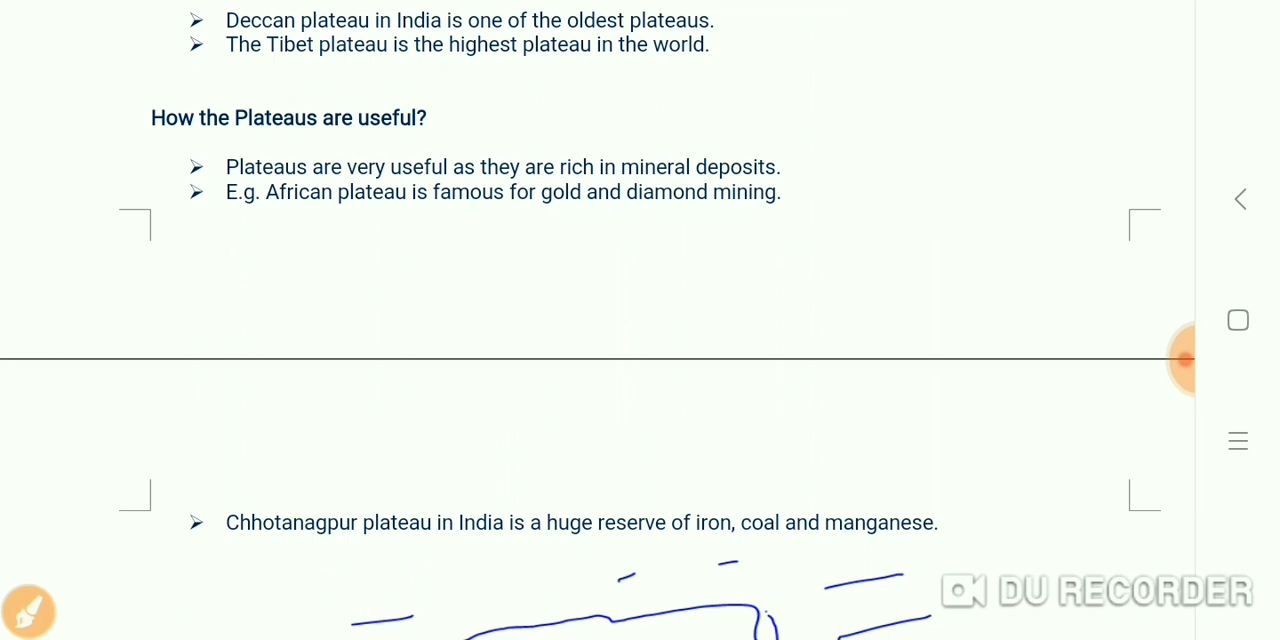 Deccan plateau in India is one of the oldest plateaus.
The Tibet plateau is the highest plateau in the world.
How the Plateaus are useful?
Plateaus are very useful as they are rich in mineral deposits.
E.g. African plateau is famous for gold and diamond mining.
Chhotanagpur plateau in India is a huge reserve of iron, coal and manganese.
DU RECORDER